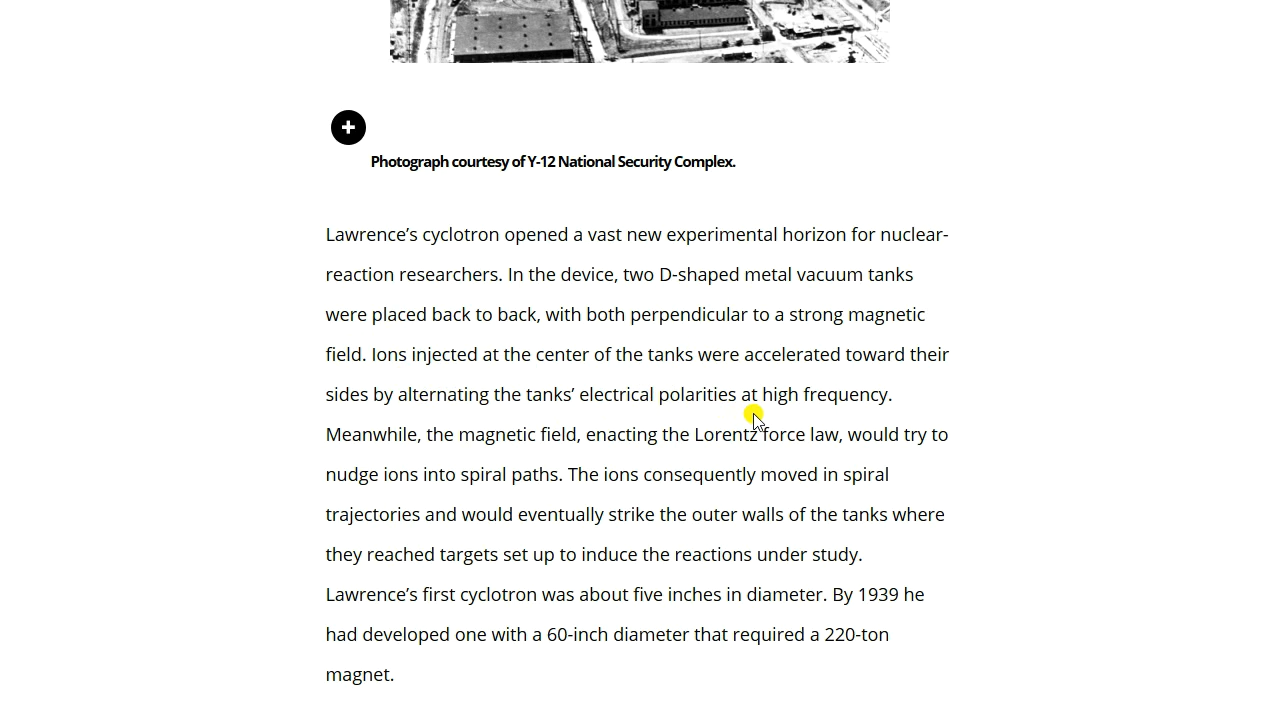 Photograph courtesy of Y-12 National Security Complex.
Lawrence’s cyclotron opened a vast new experimental horizon for nuclear-
reaction researchers. In the device, two D-shaped metal vacuum tanks
were placed back to back, with both perpendicular to a strong magnetic
field. Ions injected at the center of the tanks were accelerated toward their
sides by alternating the tanks’ electrical polarities at high frequency.
Meanwhile, the magnetic field, enacting the Lorentz force law, would try to
nudge ions into spiral paths. The ions consequently moved in spiral
trajectories and would eventually strike the outer walls of the tanks where
they reached targets set up to induce the reactions under study.
Lawrence’s first cyclotron was about five inches in diameter. By 1939 he
had developed one with a 60-inch diameter that required a 220-ton
magnet.